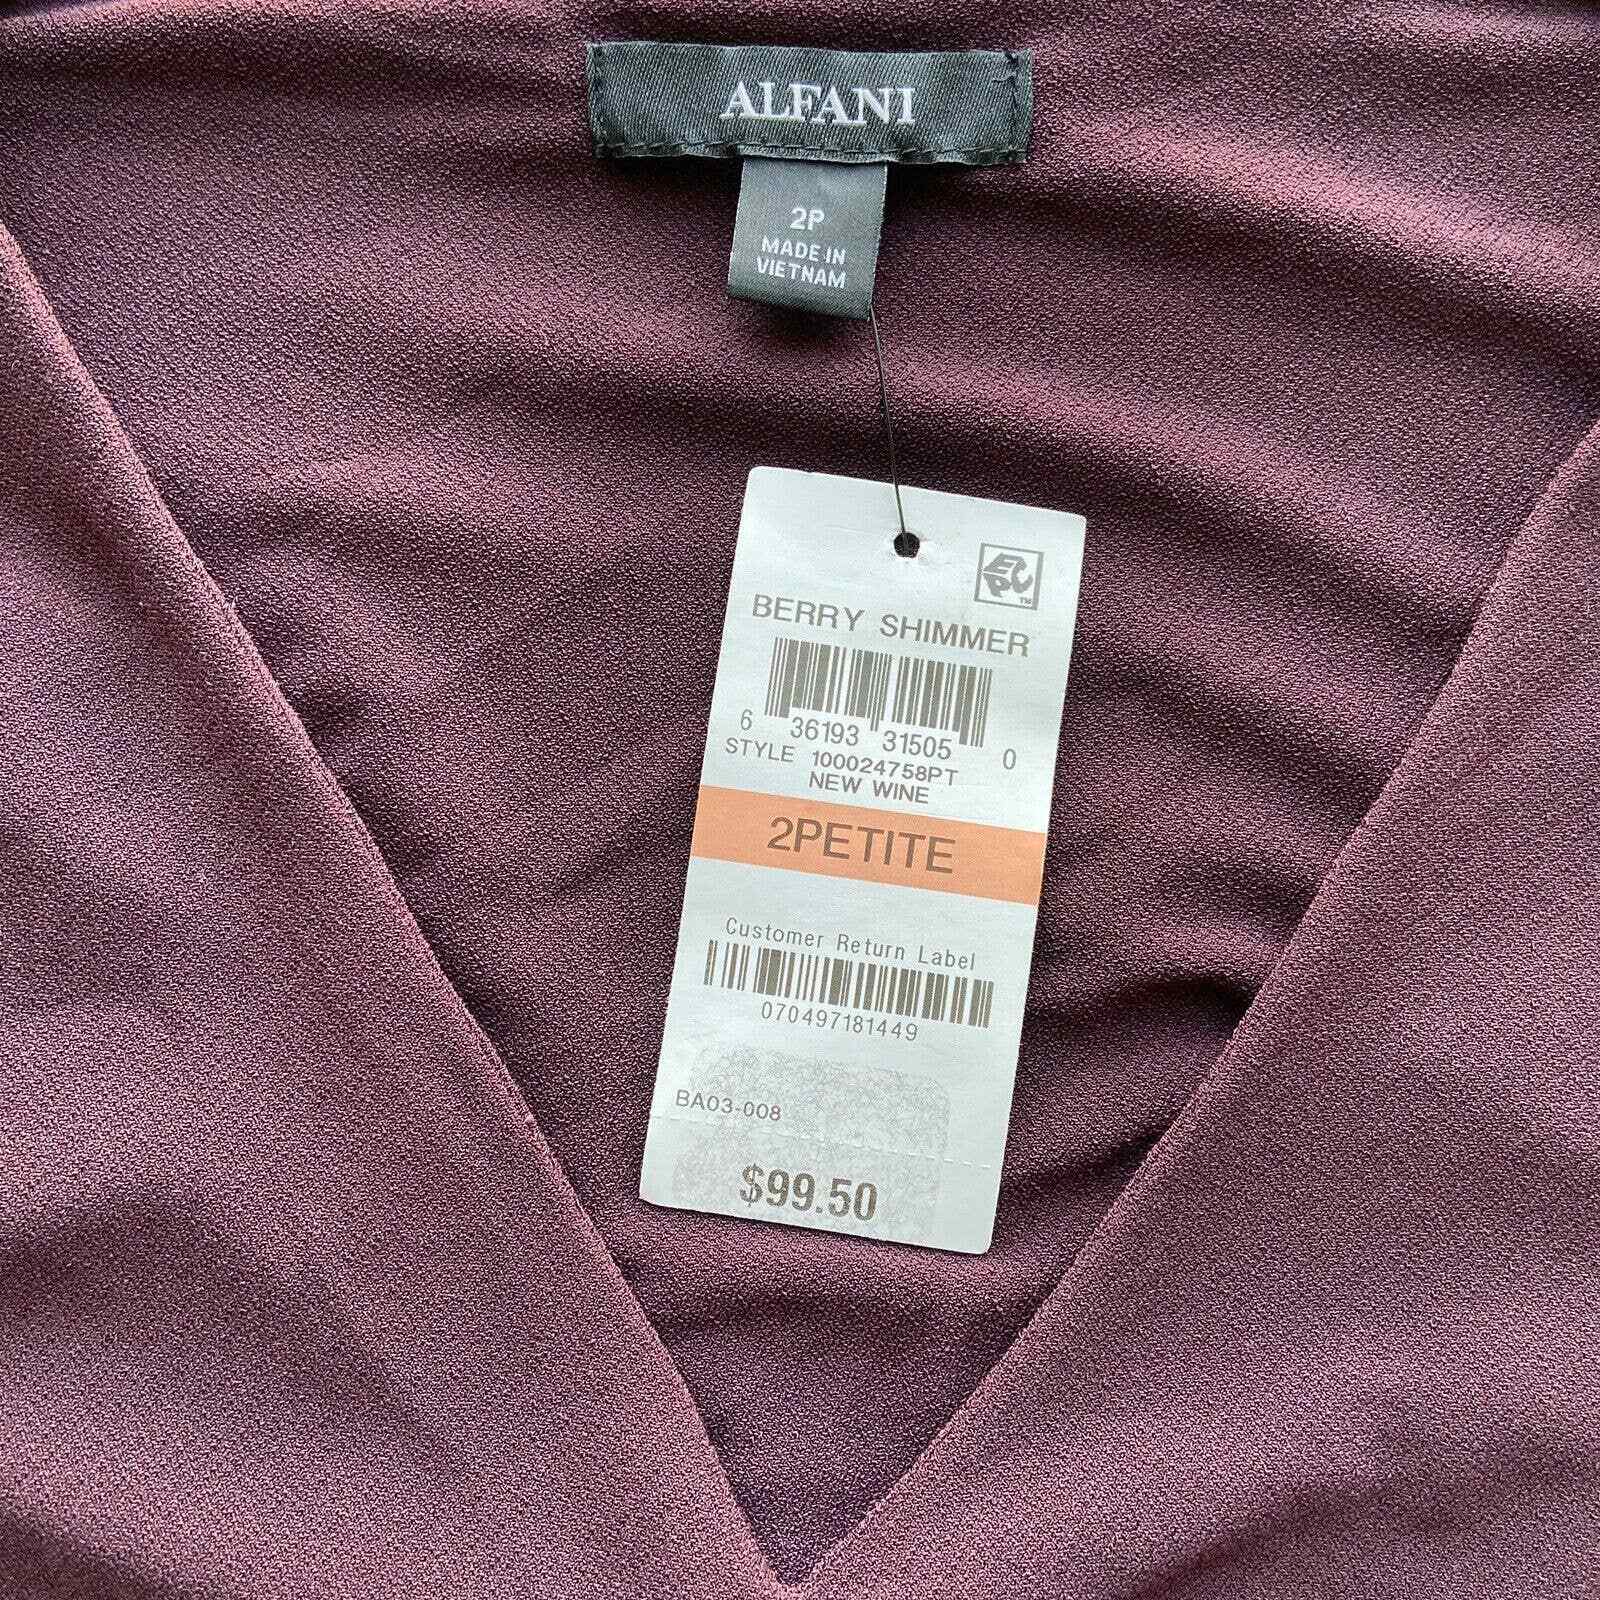 ALFANI
2P
MADE IN
VIETNAM
BERRY SHIMMER
6 36193 31505 0
STYLE 100024758PT
NEW WINE
2PETITE
Customer Return Label
070497181449
BA03-008
$99.50